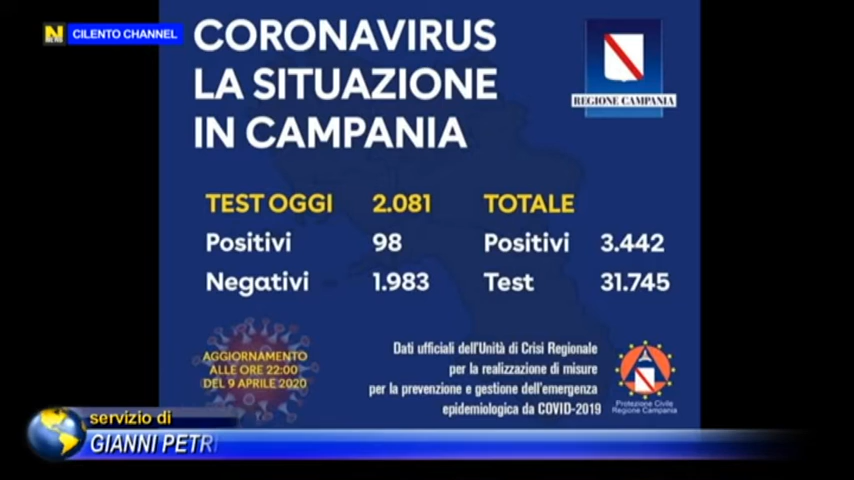 N
CILENTO CHANNEL
CORONAVIRUS
LA SITUAZIONE
IN CAMPANIA
REGIONE CAMPANIA
TEST OGGI 2.081 TOTALE
Positivi 98 Positivi 3.442
Negativi 1.983 Test 31.745
AGGIORNAMENTO
ALLE ORE 22:00
DEL 9 APRILE 2020
Dati ufficiali dell'Unità di Crisi Regionale
per la realizzazione di misure
per la prevenzione e gestione dell'emergenza
epidemiologica da COVID-2019
Protezione Civile
Regione Campania
servizio di
GIANNI PETR